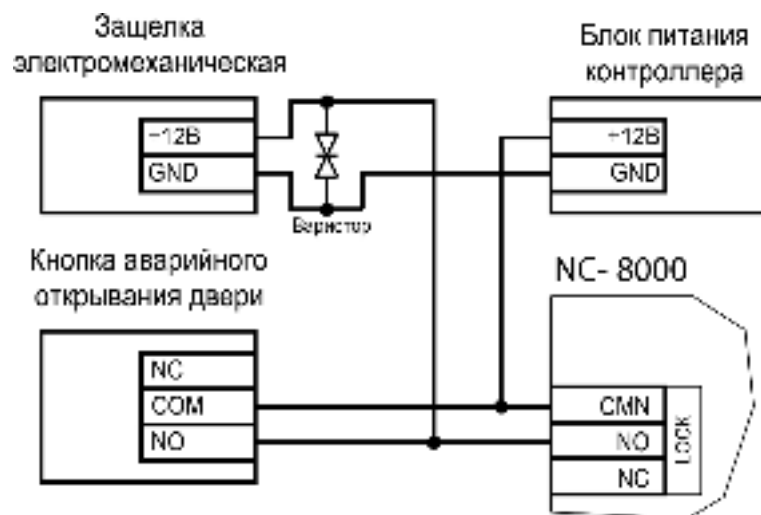 Защелка
электромеханическая
Блок питания
контроллера
+12В
GND
+12В
GND
Варистор
Кнопка аварийного
открывания двери
NC- 8000
NC
COM
NO
CMN
NO
NC
LOCK